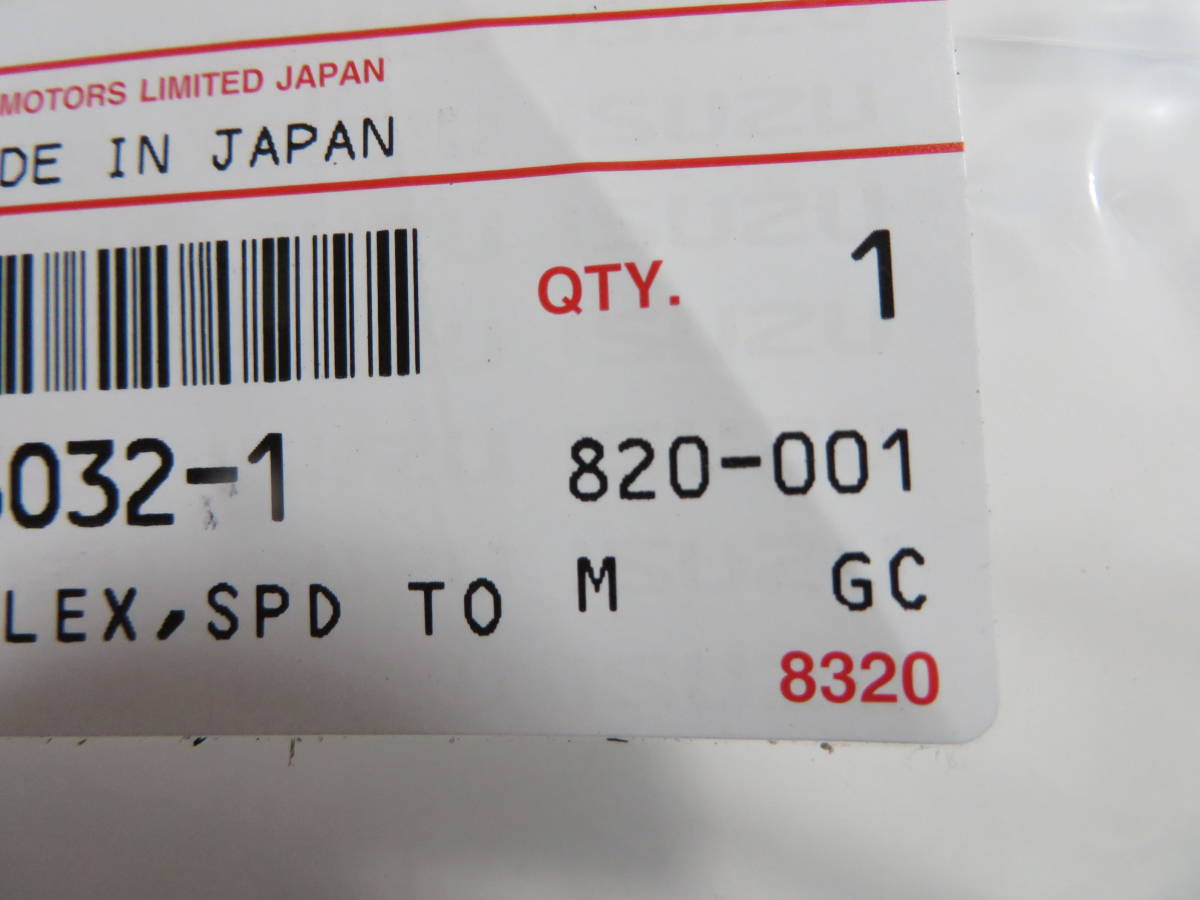 MOTORS LIMITED JAPAN
DE IN JAPAN
QTY. 1
032-1 820-001
LEX,SPD TO M GC
8320